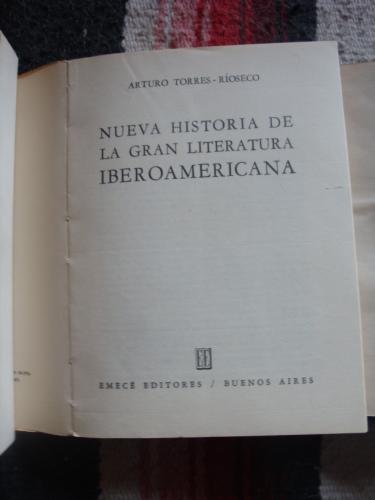 ARTURO TORRES-RÍOSECO
NUEVA HISTORIA DE
LA GRAN LITERATURA
IBEROAMERICANA
EMECÉ EDITORES / BUENOS AIRES